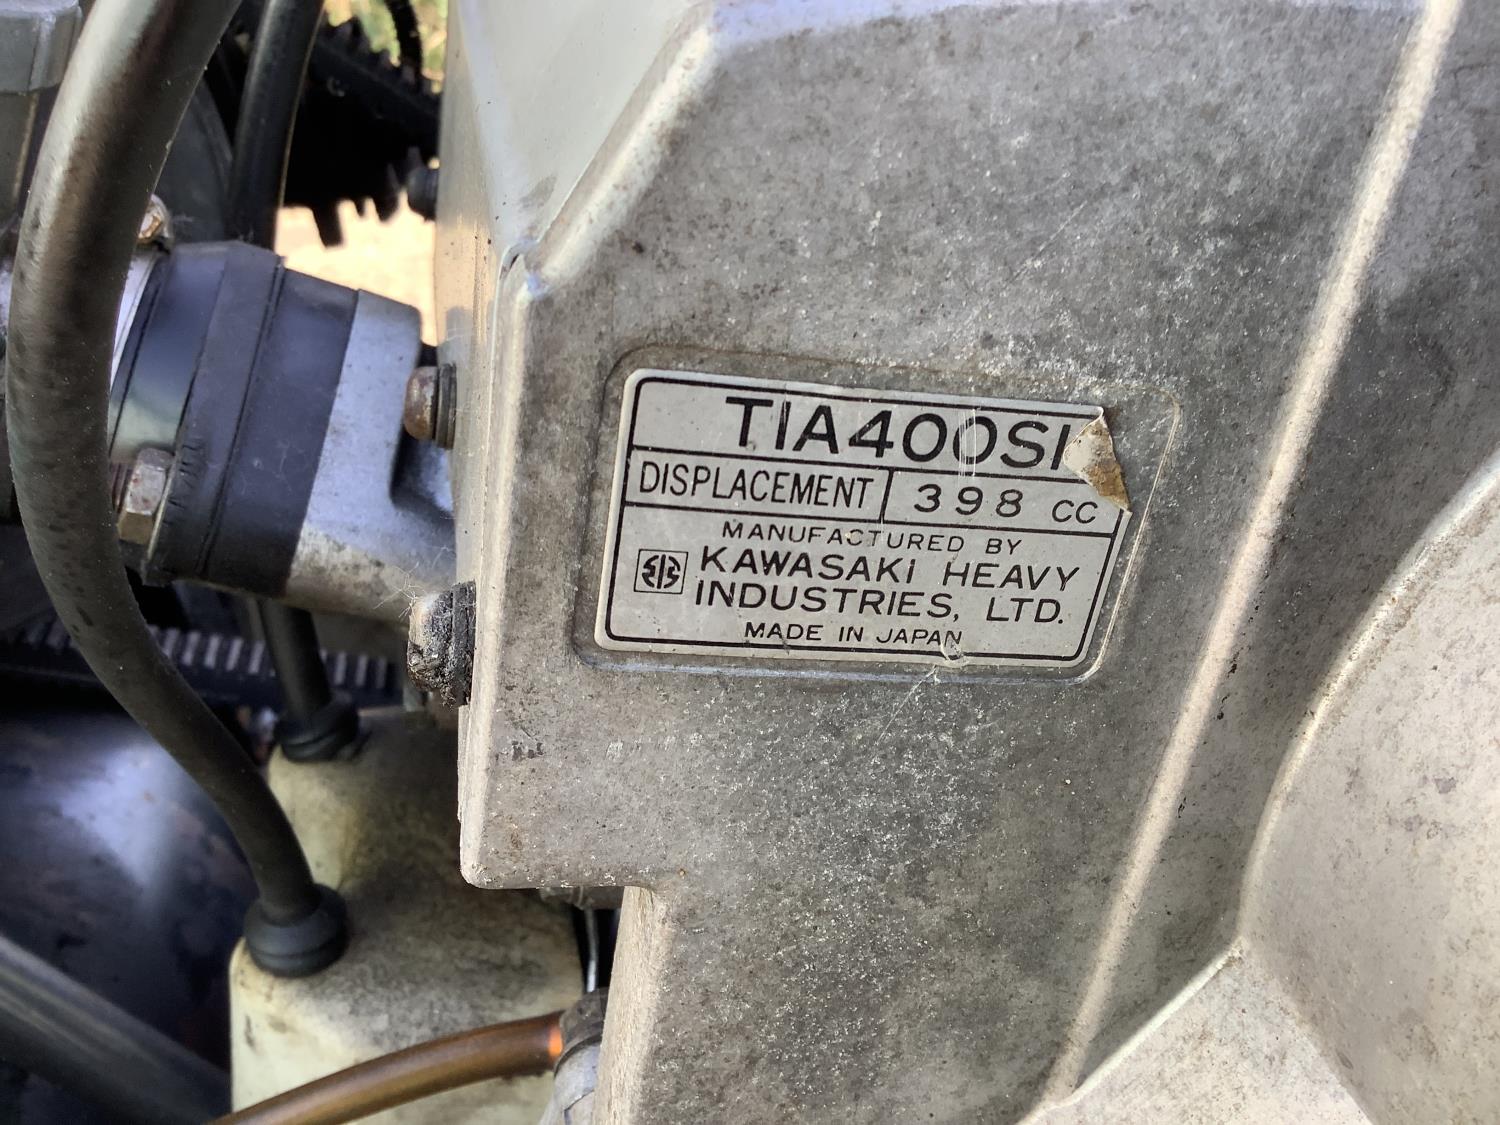 TIA400SI
DISPLACEMENT 398 CC
MANUFACTURED BY
KAWASAKI HEAVY
INDUSTRIES, LTD.
MADE IN JAPAN